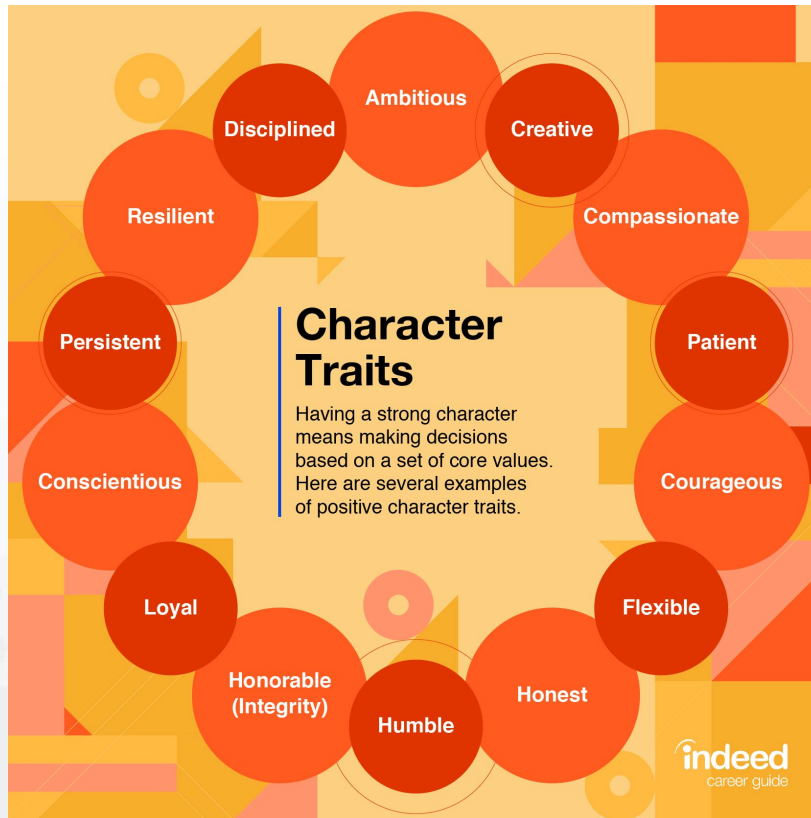 Ambitious
Creative
Compassionate
Patient
Courageous
Flexible
Honest
Humble
Honorable
(Integrity)
Loyal
Conscientious
Persistent
Resilient
Disciplined
Character
Traits
Having a strong character
means making decisions
based on a set of core values.
Here are several examples
of positive character traits.
indeed
career guide